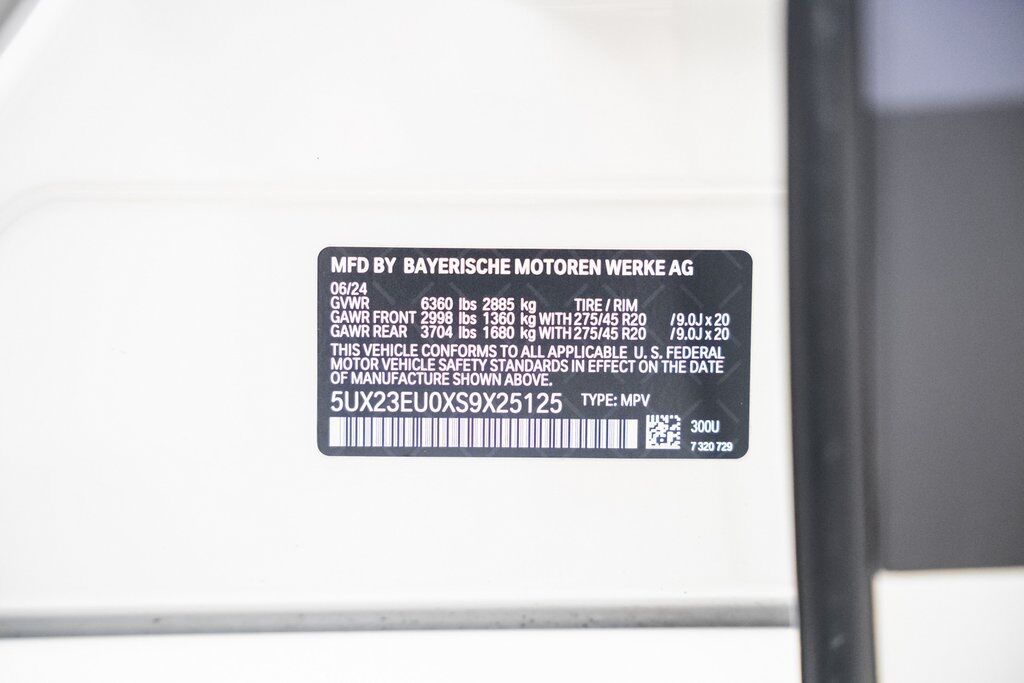 MFD BY BAYERISCHE MOTOREN WERKE AG
06/24
GVWR 6360 lbs 2885 kg TIRE / RIM
GAWR FRONT 2998 lbs 1360 kg WITH 275/45 R20 /9.0J x 20
GAWR REAR 3704 lbs 1680 kg WITH 275/45 R20 /9.0J x 20
THIS VEHICLE CONFORMS TO ALL APPLICABLE U. S. FEDERAL
MOTOR VEHICLE SAFETY STANDARDS IN EFFECT ON THE DATE
OF MANUFACTURE SHOWN ABOVE.
5UX23EU0XS9X25125 TYPE: MPV
300U
7 320 729